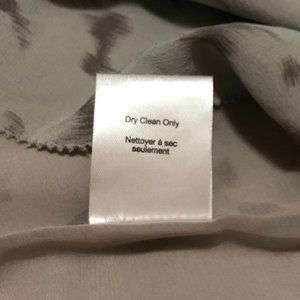 Dry Clean Only
Nettoyer à sec
seulement